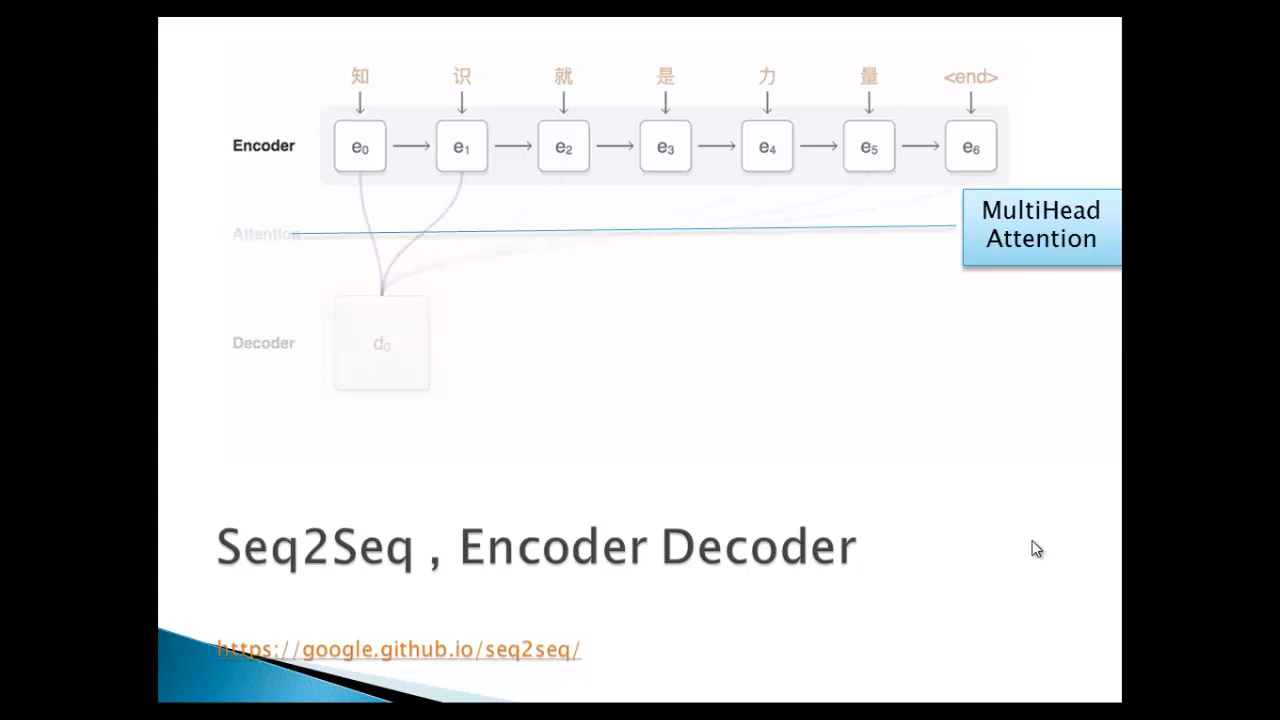 知 识 就 是 力 量 <end>
Encoder e₀ e₁ e₂ e₃ e₄ e₅ e₆
MultiHead
Attention
Attention
Decoder d₀
Seq2Seq , Encoder Decoder
https://google.github.io/seq2seq/